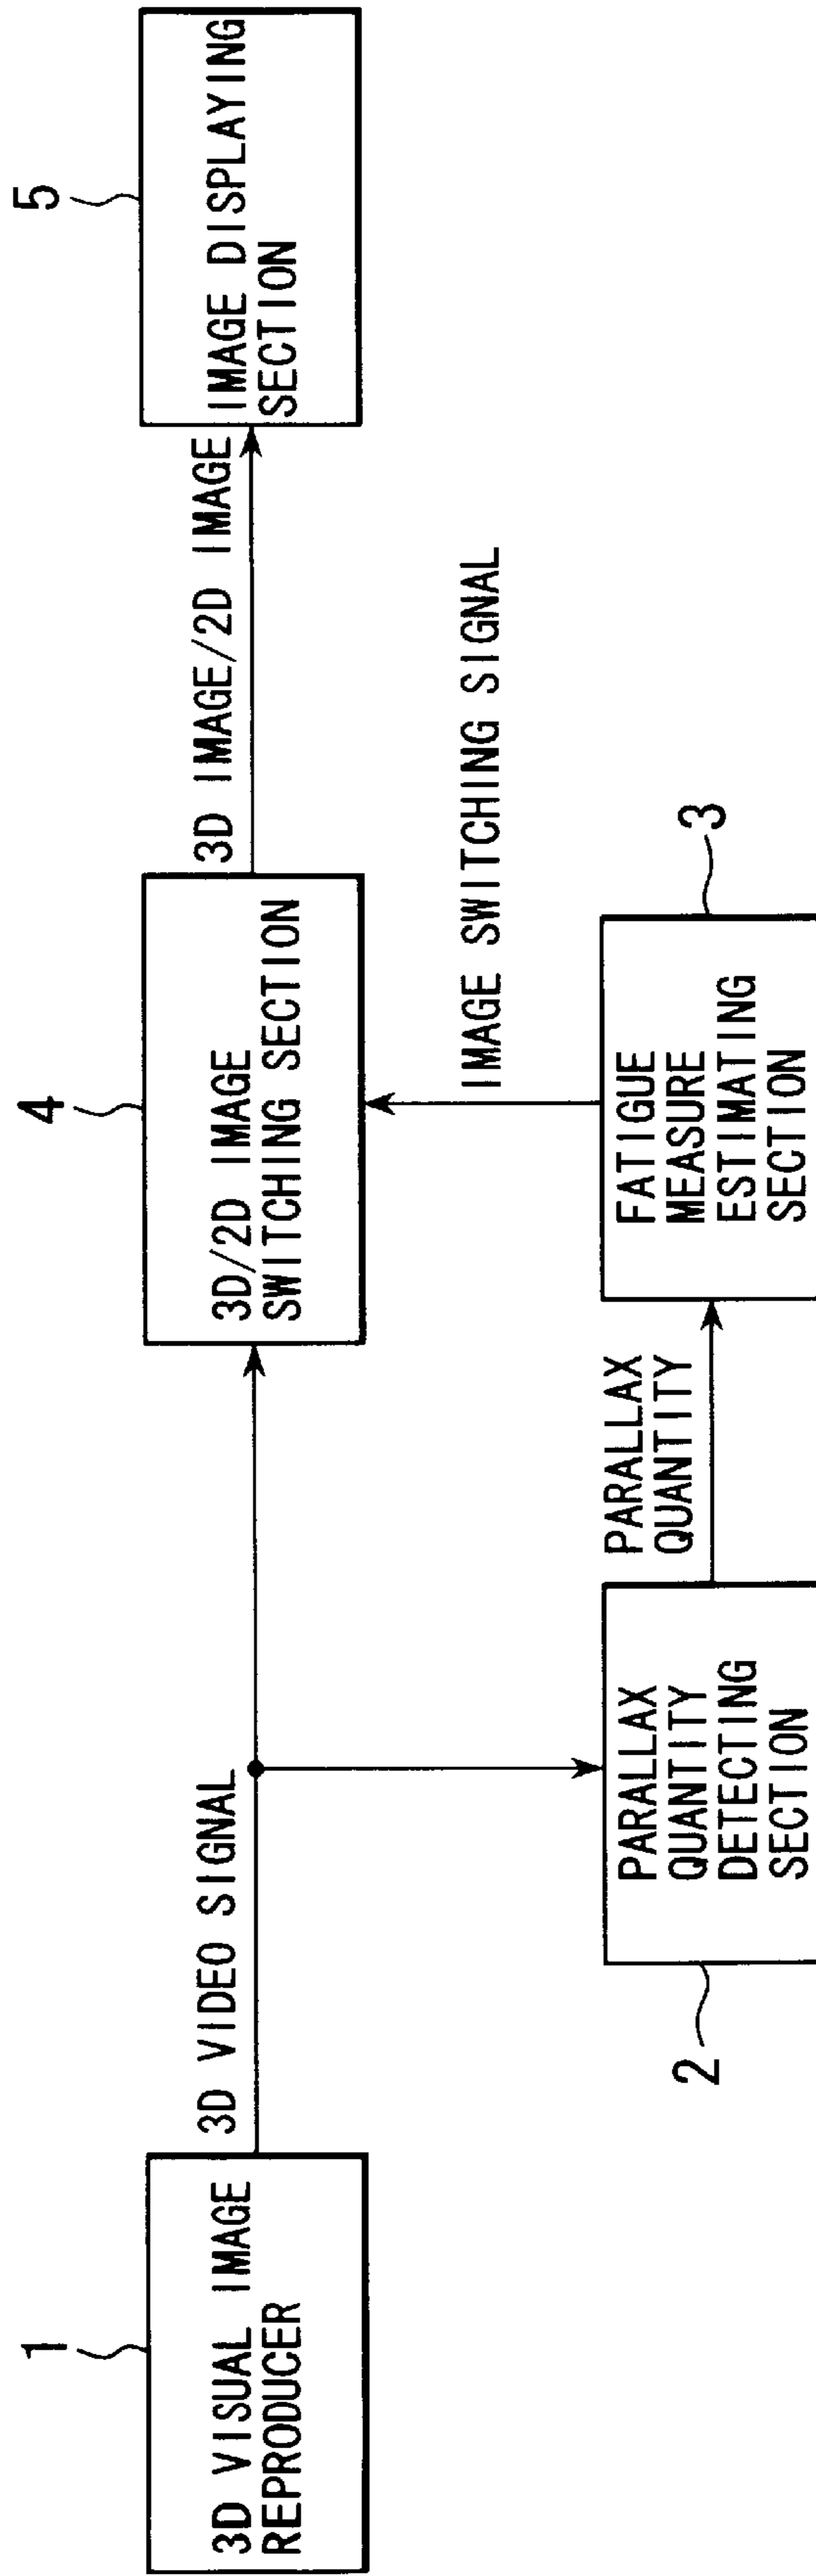 1
3D VISUAL IMAGE
REPRODUCER
3D VIDEO SIGNAL
4
3D/2D IMAGE
SWITCHING SECTION
3D IMAGE/2D IMAGE
5
IMAGE DISPLAYING
SECTION
2
PARALLAX
QUANTITY
DETECTING
SECTION
PARALLAX
QUANTITY
3
FATIGUE
MEASURE
ESTIMATING
SECTION
IMAGE SWITCHING SIGNAL